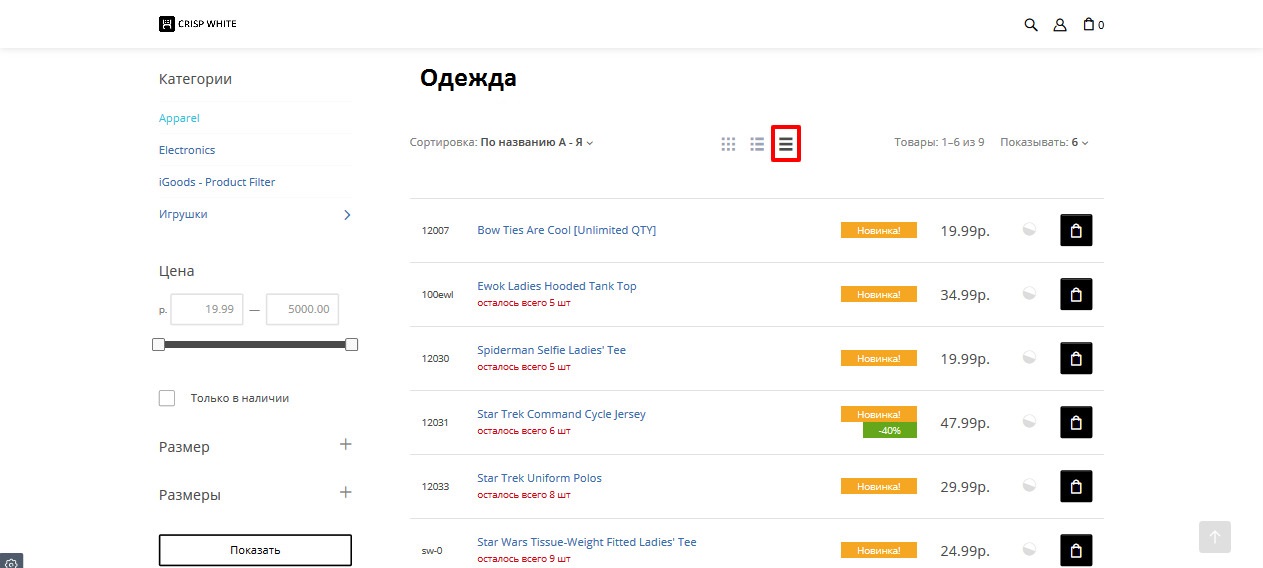 CRISP WHITE
0
Категории
Apparel
Electronics
iGoods - Product Filter
Игрушки
Цена
р. 19.99 — 5000.00
Только в наличии
Размер
Размеры
Показать
Одежда
Сортировка: По названию А - Я
Товары: 1–6 из 9 Показывать: 6
12007 Bow Ties Are Cool [Unlimited QTY] Новинка! 19.99р.
100ewl Ewok Ladies Hooded Tank Top Новинка! 34.99р.
осталось всего 5 шт
12030 Spiderman Selfie Ladies' Tee Новинка! 19.99р.
осталось всего 5 шт
12031 Star Trek Command Cycle Jersey Новинка! 47.99р.
осталось всего 6 шт -40%
12033 Star Trek Uniform Polos Новинка! 29.99р.
осталось всего 8 шт
sw-0 Star Wars Tissue-Weight Fitted Ladies' Tee Новинка! 24.99р.
осталось всего 9 шт